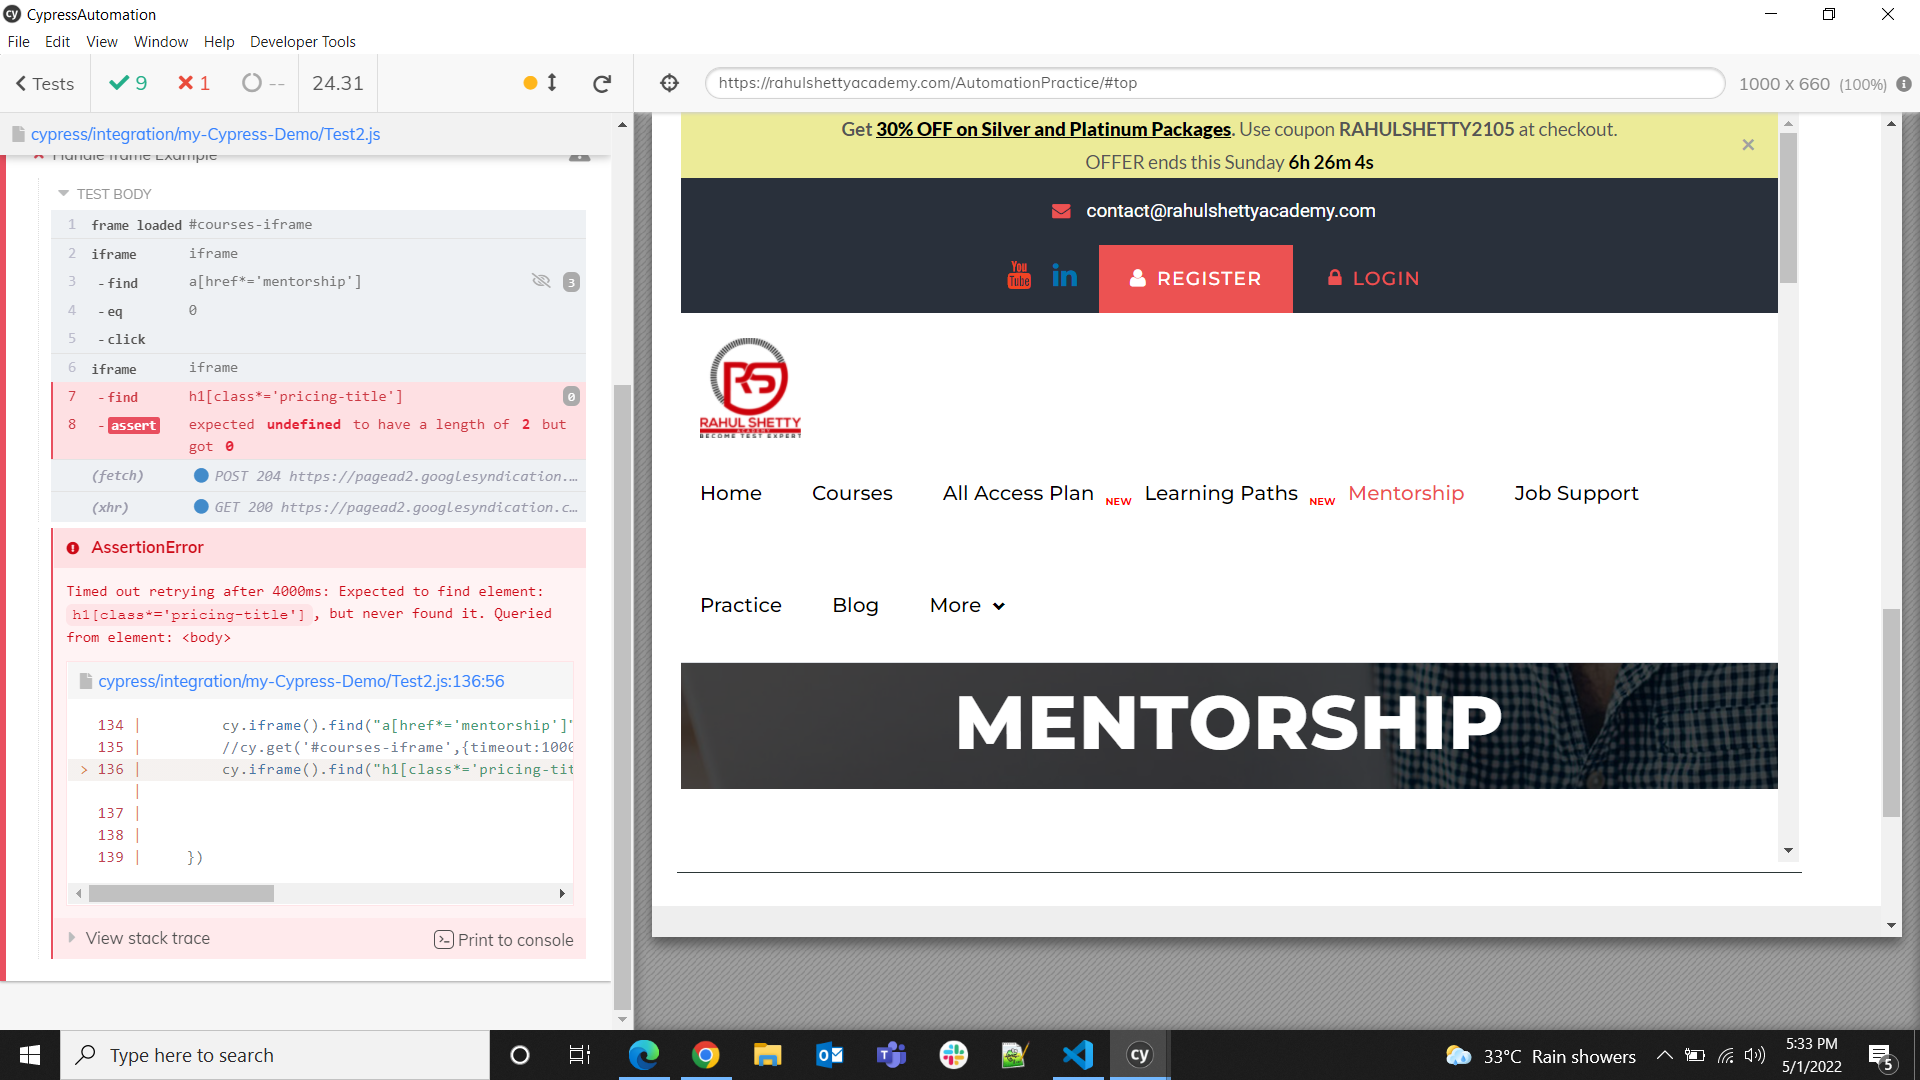 CypressAutomation
File Edit View Window Help Developer Tools
Tests 9 1 -- 24.31
https://rahulshettyacademy.com/AutomationPractice/#top
1000 x 660 (100%)
cypress/integration/my-Cypress-Demo/Test2.js
Handle iframe Example
TEST BODY
1 frame loaded #courses-iframe
2 iframe iframe
3 -find a[href*='mentorship'] 3
4 -eq 0
5 -click
6 iframe iframe
7 -find h1[class*='pricing-title'] 0
8 -assert expected undefined to have a length of 2 but
got 0
(fetch) POST 204 https://pagead2.googlesyndication.…
(xhr) GET 200 https://pagead2.googlesyndication.c…
AssertionError
Timed out retrying after 4000ms: Expected to find element:
h1[class*='pricing-title'], but never found it. Queried
from element: <body>
cypress/integration/my-Cypress-Demo/Test2.js:136:56
134 | cy.iframe().find("a[href*='mentorship']"
135 | //cy.get('#courses-iframe',{timeout:1000
> 136 | cy.iframe().find("h1[class*='pricing-tit
|
137 |
138 |
139 | })
View stack trace
Print to console
Get 30% OFF on Silver and Platinum Packages. Use coupon RAHULSHETTY2105 at checkout.
OFFER ends this Sunday 6h 26m 4s
×
contact@rahulshettyacademy.com
You Tube in REGISTER LOGIN
RS
RAHUL SHETTY
ACADEMY
BECOME TEST EXPERT
Home Courses All Access Plan NEW Learning Paths NEW Mentorship Job Support
Practice Blog More
MENTORSHIP
Type here to search
cy
33°C Rain showers
5:33 PM
5/1/2022
5